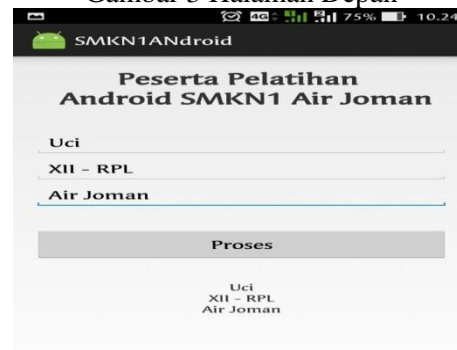 Gambar 3 Halaman Depan
4G 75% 10.24
SMKN1ANdroid
Peserta Pelatihan
Android SMKN1 Air Joman
Uci
XII - RPL
Air Joman
Proses
Uci
XII - RPL
Air Joman